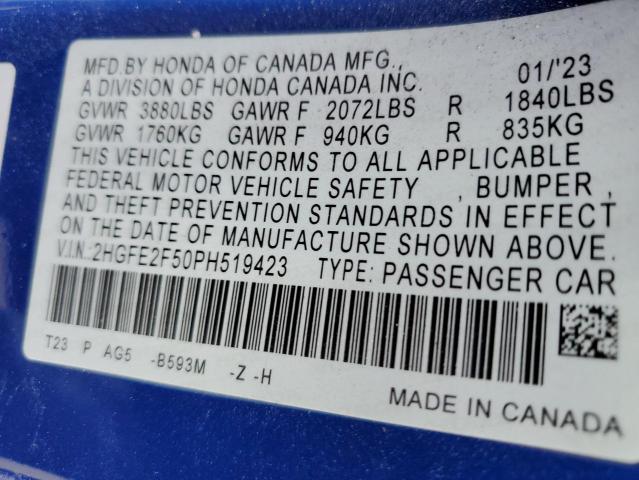 MFD.BY HONDA OF CANADA MFG., 01/'23
A DIVISION OF HONDA CANADA INC.
GVWR 3880LBS GAWR F 2072LBS R 1840LBS
GVWR 1760KG GAWR F 940KG R 835KG
THIS VEHICLE CONFORMS TO ALL APPLICABLE
FEDERAL MOTOR VEHICLE SAFETY , BUMPER ,
AND THEFT PREVENTION STANDARDS IN EFFECT
ON THE DATE OF MANUFACTURE SHOWN ABOVE.
V.I.N.:2HGFE2F50PH519423 TYPE: PASSENGER CAR
T23 P AG5 -B593M -Z -H
MADE IN CANADA